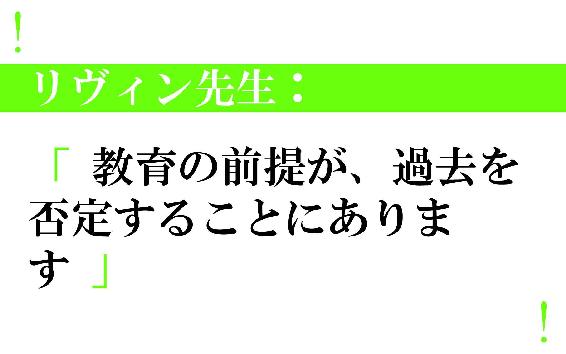 ！
リヴィン先生：
「 教育の前提が、過去を
否定することにありま
す 」
！